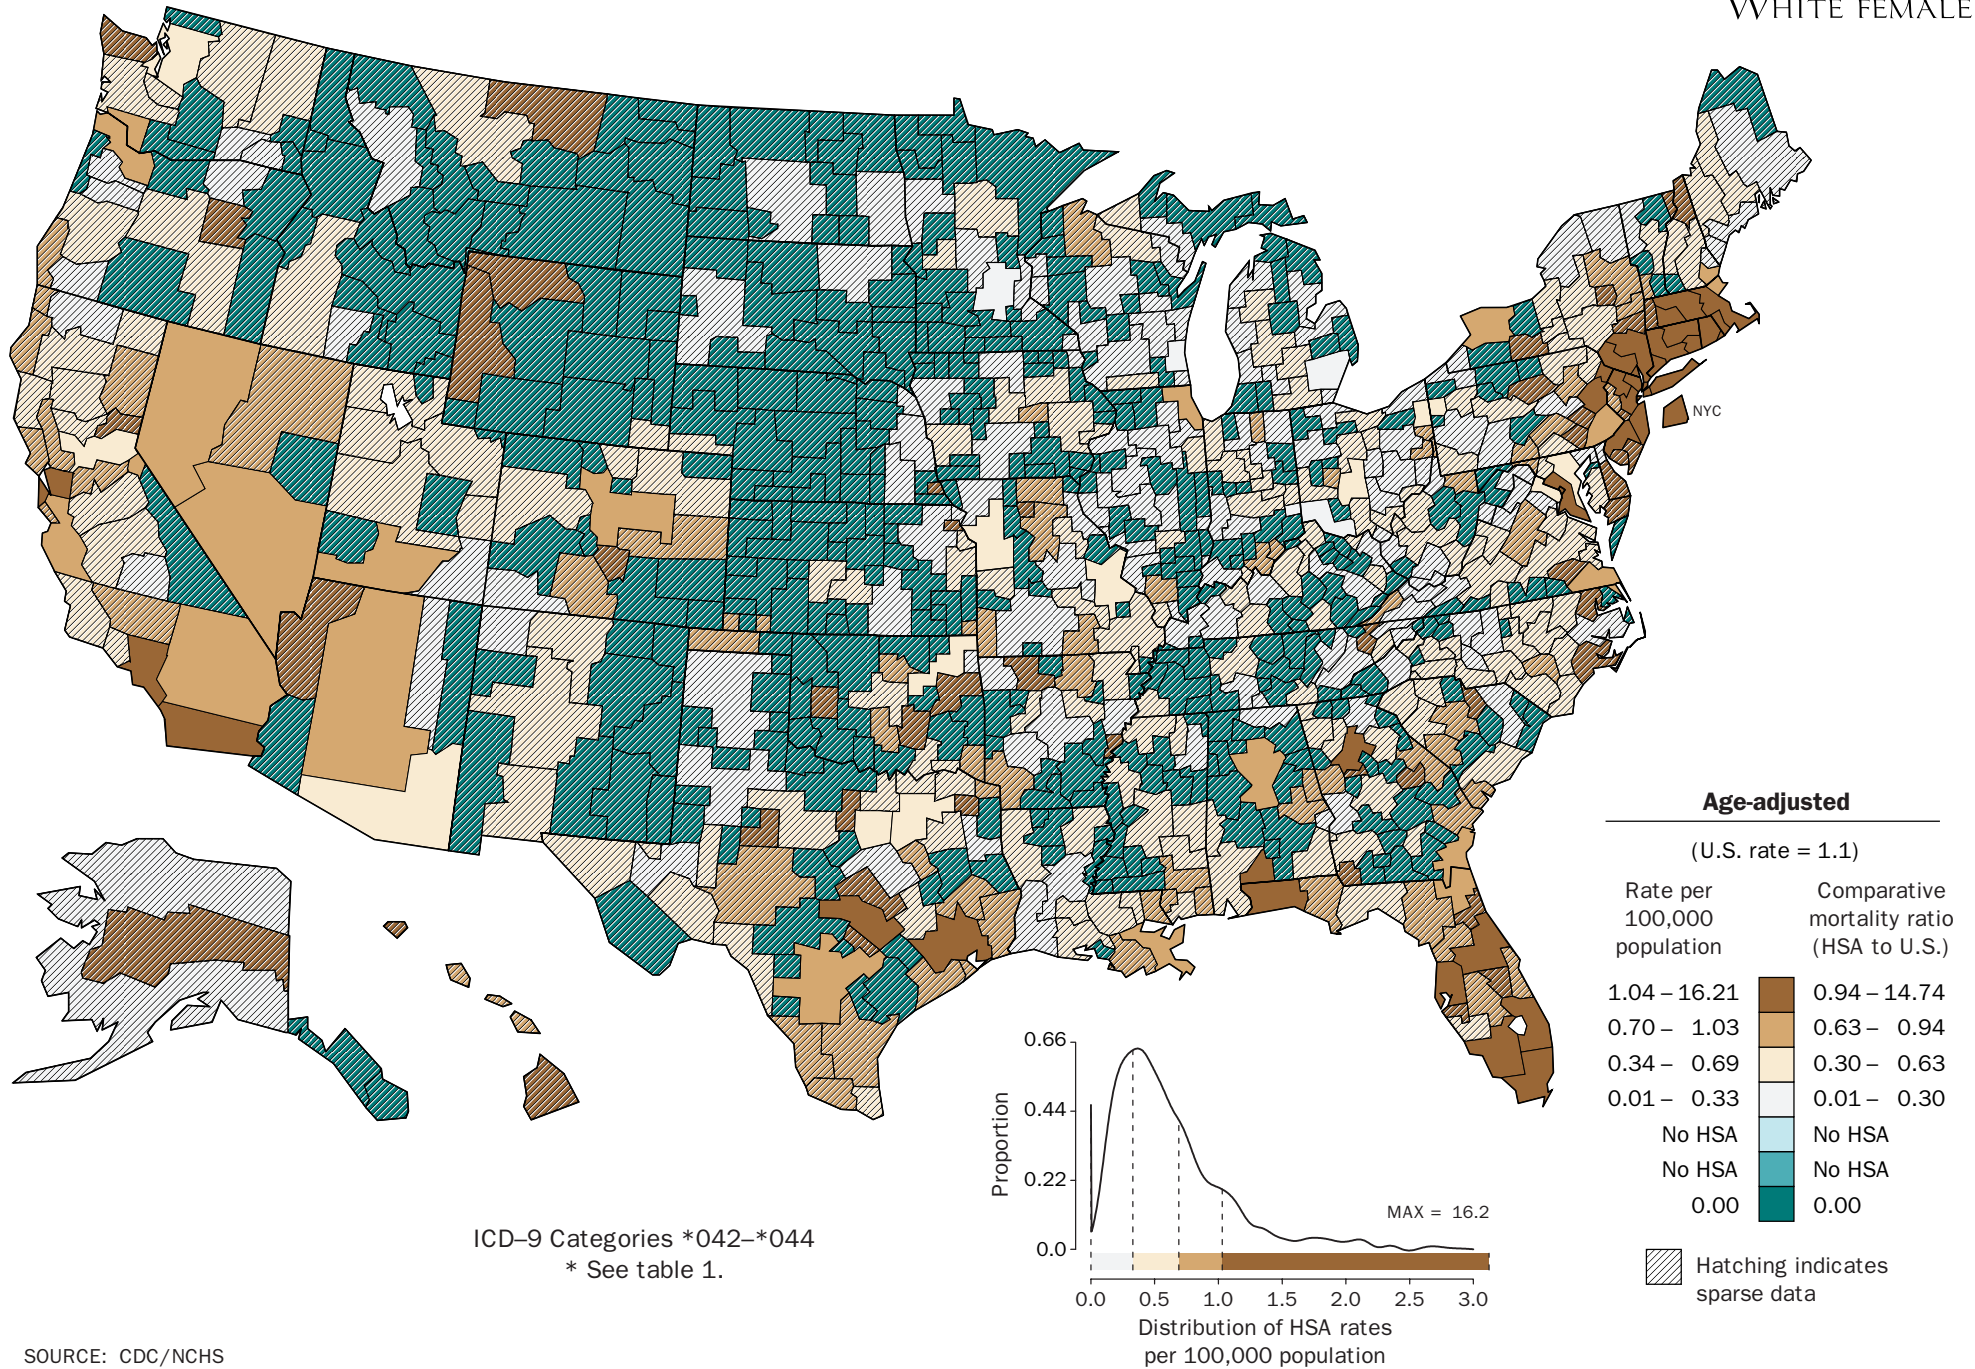 WHITE FEMALE
NYC
Age-adjusted
(U.S. rate = 1.1)
Rate per
100,000
population
Comparative
mortality ratio
(HSA to U.S.)
1.04 – 16.21 0.94 – 14.74
0.70 – 1.03 0.63 – 0.94
0.34 – 0.69 0.30 – 0.63
0.01 – 0.33 0.01 – 0.30
No HSA No HSA
No HSA No HSA
0.00 0.00
Hatching indicates
sparse data
0.66
0.44
0.22
0.0
Proportion
MAX = 16.2
0.0 0.5 1.0 1.5 2.0 2.5 3.0
Distribution of HSA rates
per 100,000 population
ICD–9 Categories *042–*044
* See table 1.
SOURCE: CDC/NCHS